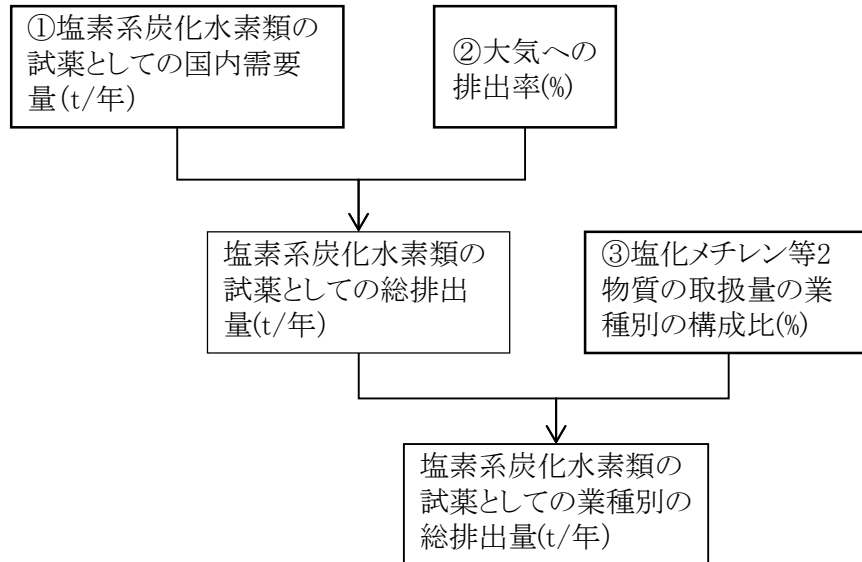 ①塩素系炭化水素類の
試薬としての国内需要
量(t/年)
②大気への
排出率(%)
塩素系炭化水素類の
試薬としての総排出
量(t/年)
③塩化メチレン等2
物質の取扱量の業
種別の構成比(%)
塩素系炭化水素類の
試薬としての業種別の
総排出量(t/年)